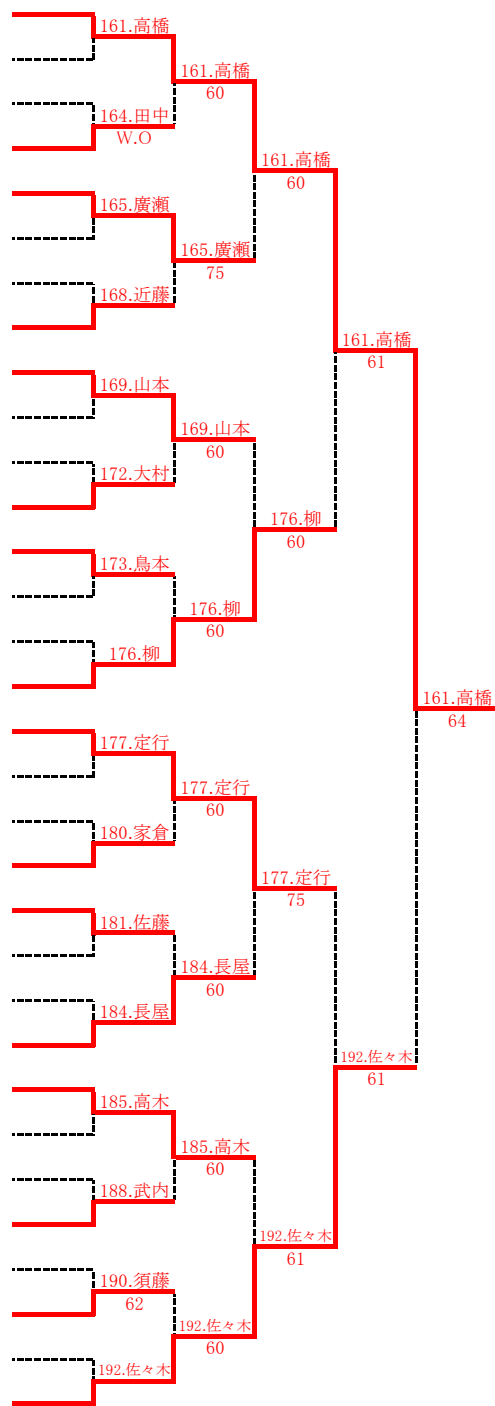 161.高橋
161.高橋
60
164.田中
W.O
161.高橋
60
165.廣瀬
165.廣瀬
75
168.近藤
161.高橋
61
169.山本
169.山本
60
172.大村
176.柳
60
173.鳥本
176.柳
60
176.柳
161.高橋
64
177.定行
177.定行
60
180.家倉
177.定行
75
181.佐藤
184.長屋
60
184.長屋
192.佐々木
61
185.高木
185.高木
60
188.武内
192.佐々木
61
190.須藤
62
192.佐々木
60
192.佐々木